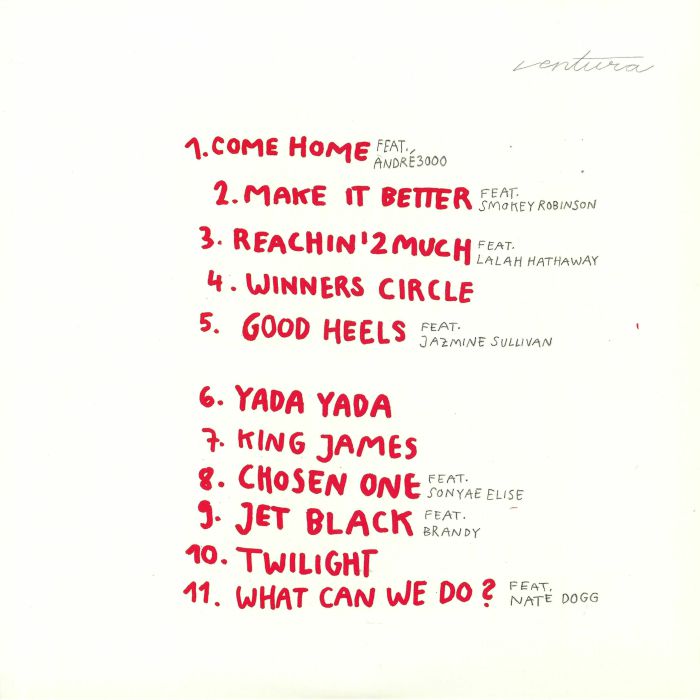 ventura
1. COME HOME FEAT. ANDRÉ3000
2. MAKE IT BETTER FEAT. SMOKEY ROBINSON
3. REACHIN'2MUCH FEAT. LALAH HATHAWAY
4. WINNERS CIRCLE
5. GOOD HEELS FEAT. JAZMINE SULLIVAN
6. YADA YADA
7. KING JAMES
8. CHOSEN ONE FEAT. SONYAE ELISE
9. JET BLACK FEAT. BRANDY
10. TWILIGHT
11. WHAT CAN WE DO? FEAT. NATE DOGG